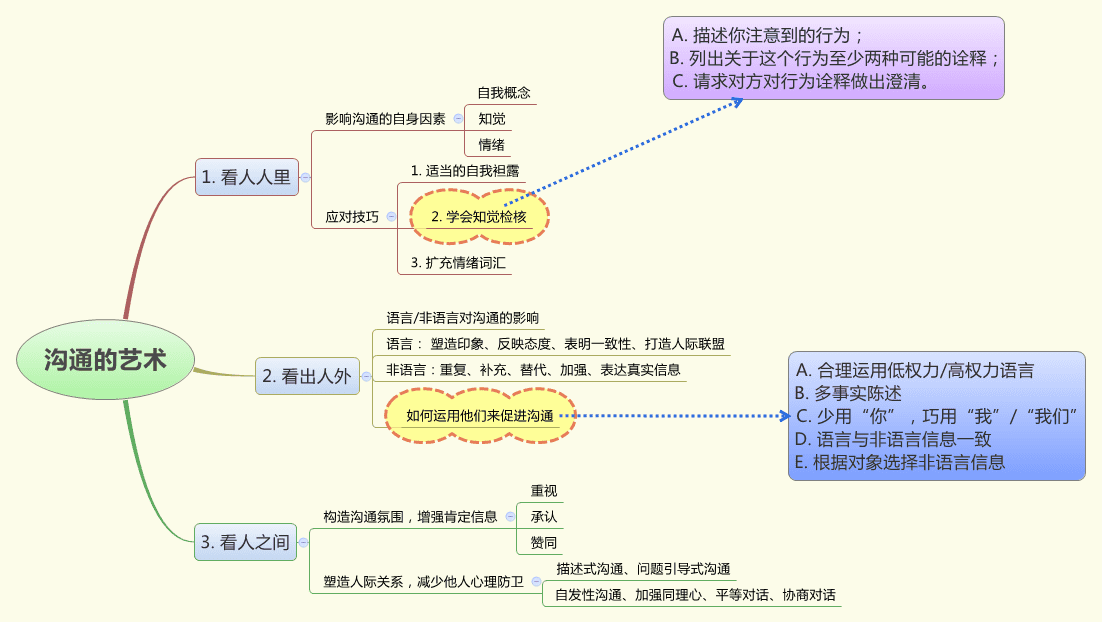 沟通的艺术
1. 看人人里
影响沟通的自身因素
自我概念
知觉
情绪
应对技巧
1. 适当的自我袒露
2. 学会知觉检核
A. 描述你注意到的行为；
B. 列出关于这个行为至少两种可能的诠释；
C. 请求对方对行为诠释做出澄清。
3. 扩充情绪词汇
2. 看出人外
语言/非语言对沟通的影响
语言： 塑造印象、反映态度、表明一致性、打造人际联盟
非语言：重复、补充、替代、加强、表达真实信息
如何运用他们来促进沟通
A. 合理运用低权力/高权力语言
B. 多事实陈述
C. 少用“你”，巧用“我”/“我们”
D. 语言与非语言信息一致
E. 根据对象选择非语言信息
3. 看人之间
构造沟通氛围，增强肯定信息
重视
承认
赞同
塑造人际关系，减少他人心理防卫
描述式沟通、问题引导式沟通
自发性沟通、加强同理心、平等对话、协商对话